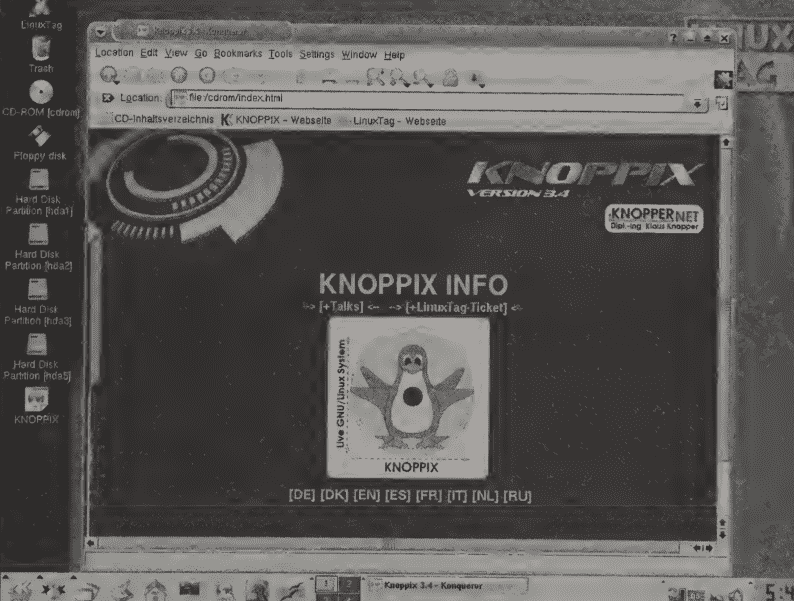 LinuxTag
Trash
CD-ROM [cdrom]
Floppy disk
Hard Disk
Partition [hda1]
Hard Disk
Partition [hda2]
Hard Disk
Partition [hda3]
Hard Disk
Partition [hda5]
KNOPPIX
Location Edit View Go Bookmarks Tools Settings Window Help
Location: file:/cdrom/index.html
CD-Inhaltsverzeichnis KNOPPIX - Webseite LinuxTag - Webseite
KNOPPIX
VERSION 3.4
KNOPPER.NET
Dipl.-Ing. Klaus Knopper
KNOPPIX INFO
--> [+Talks] <-- --> [+LinuxTag-Ticket] <--
Live GNU/Linux System
KNOPPIX
[DE] [DK] [EN] [ES] [FR] [IT] [NL] [RU]
1 2
Knoppix 3.4 - Konqueror